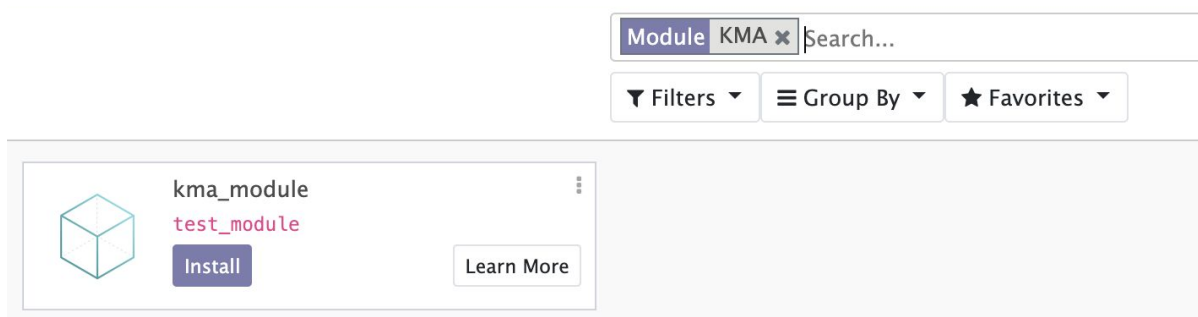 Module KMA × Search...
Filters Group By Favorites
kma_module
test_module
Install Learn More